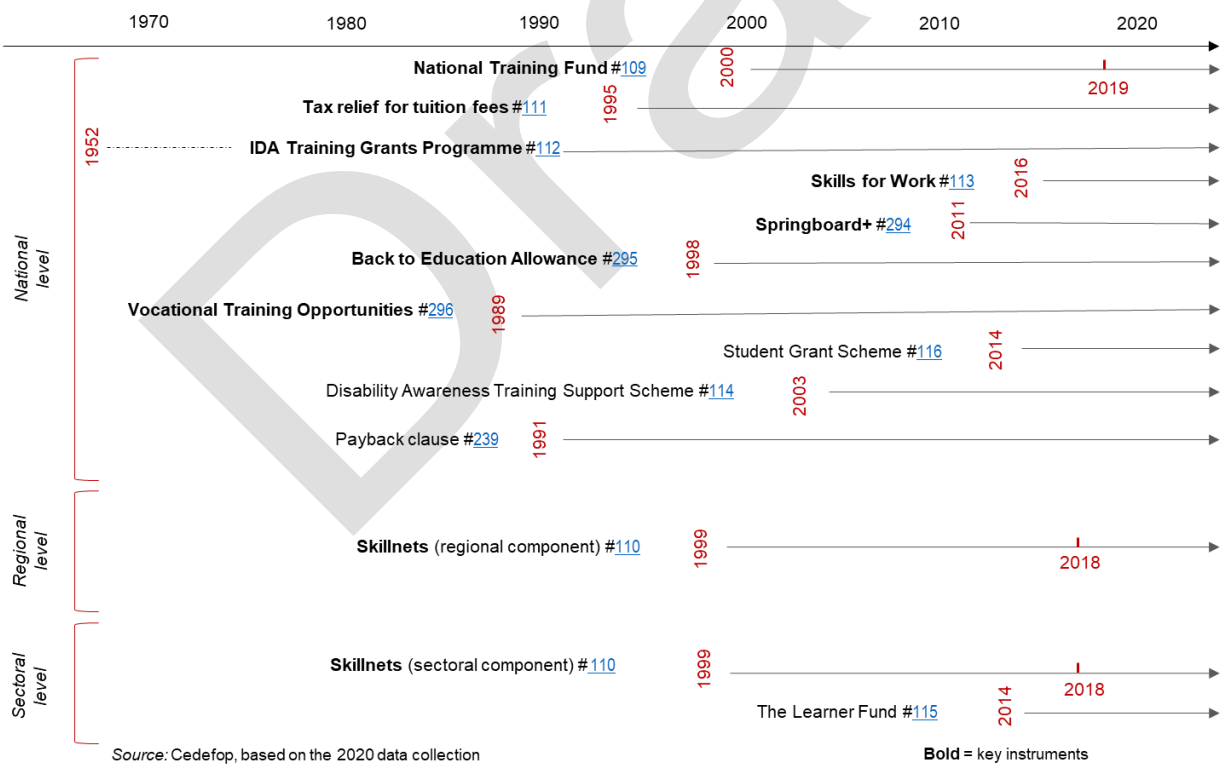 1970 1980 1990 2000 2010 2020
National Training Fund #109 2000 2019
Tax relief for tuition fees #111 1995
1952 IDA Training Grants Programme #112
Skills for Work #113 2016
Springboard+ #294 2011
Back to Education Allowance #295 1998
National
level
Vocational Training Opportunities #296 1989
Student Grant Scheme #116 2014
Disability Awareness Training Support Scheme #114 2003
Payback clause #239 1991
Regional
level
Skillnets (regional component) #110 1999 2018
Sectoral
level
Skillnets (sectoral component) #110 1999 2018
The Learner Fund #115 2014
Source: Cedefop, based on the 2020 data collection
Bold = key instruments